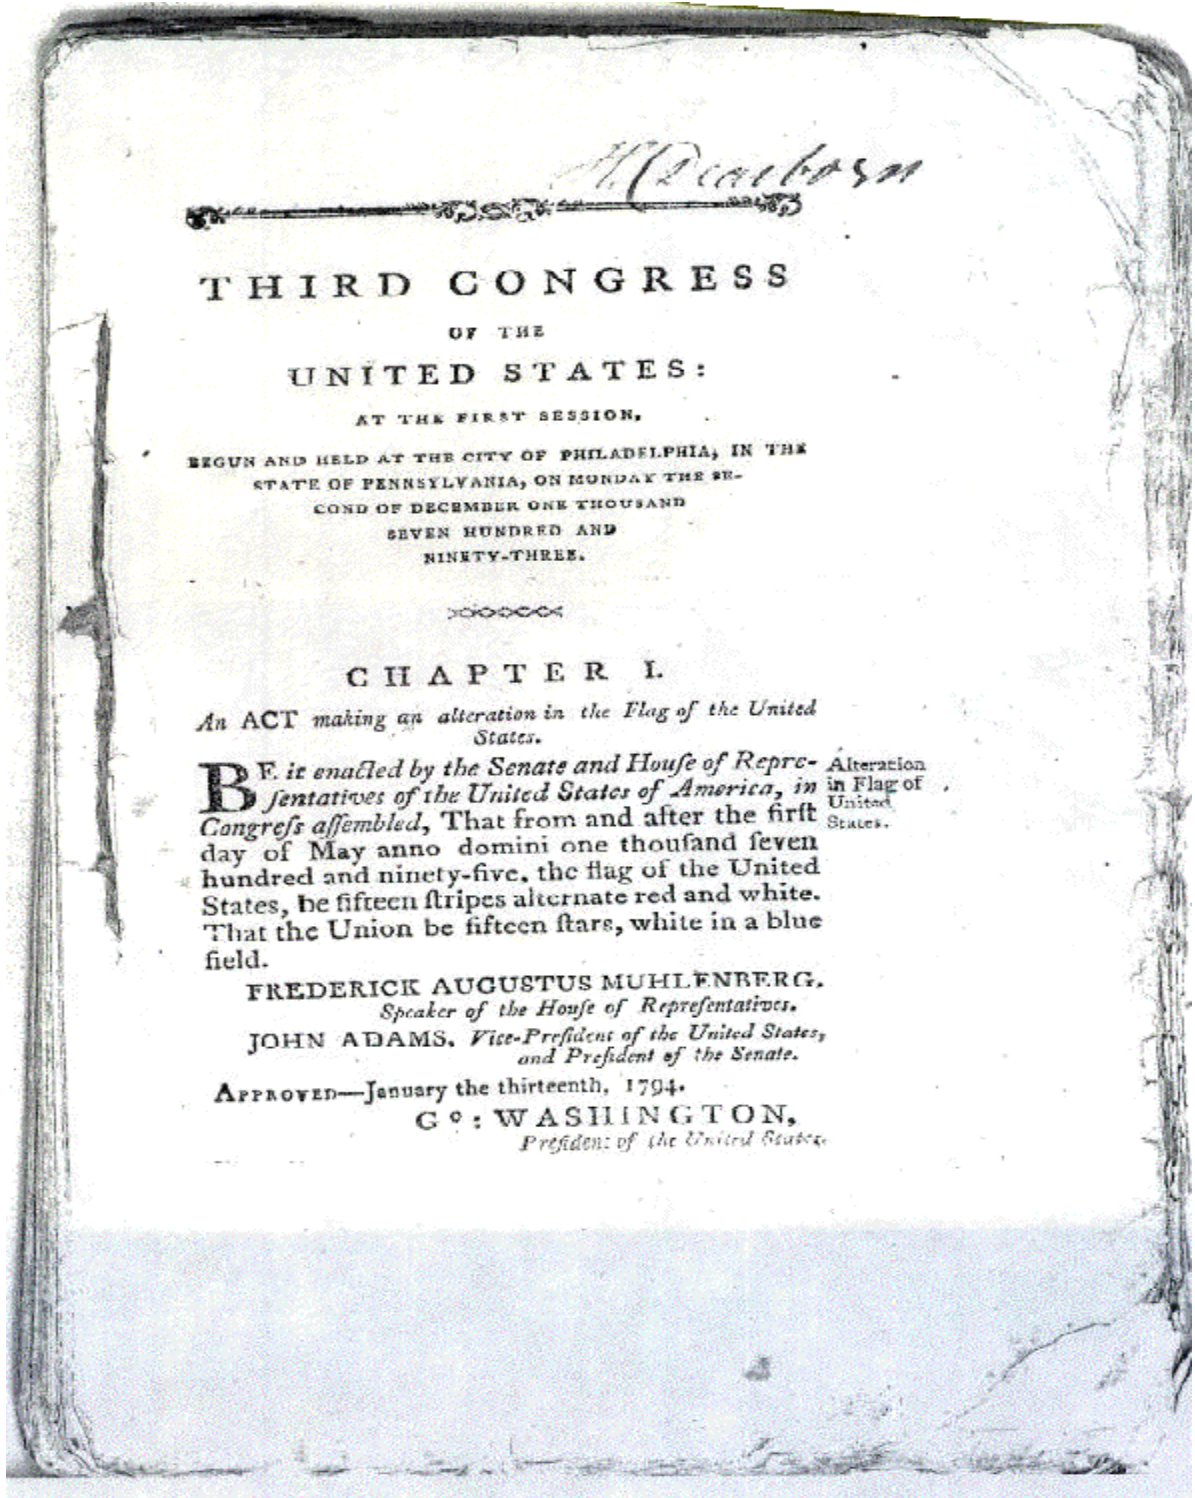 H. Dearborn
THIRD CONGRESS
OF THE
UNITED STATES:
AT THE FIRST SESSION,
BEGUN AND HELD AT THE CITY OF PHILADELPHIA, IN THE
STATE OF PENNSYLVANIA, ON MONDAY THE SE-
COND OF DECEMBER ONE THOUSAND
SEVEN HUNDRED AND
NINETY-THREE.
CHAPTER I.
An ACT making an alteration in the Flag of the United
States.
BE it enacted by the Senate and Houſe of Repre-
ſentatives of the United States of America, in
Congreſs aſſembled, That from and after the firſt
day of May anno domini one thouſand ſeven
hundred and ninety-five, the flag of the United
States, be fifteen ſtripes alternate red and white.
That the Union be fifteen ſtars, white in a blue
field.
Alteration
in Flag of
United
States.
FREDERICK AUGUSTUS MUHLENBERG,
Speaker of the Houſe of Repreſentatives.
JOHN ADAMS, Vice-Preſident of the United States,
and Preſident of the Senate.
APPROVED—January the thirteenth, 1794.
Go: WASHINGTON,
Preſident of the United States.